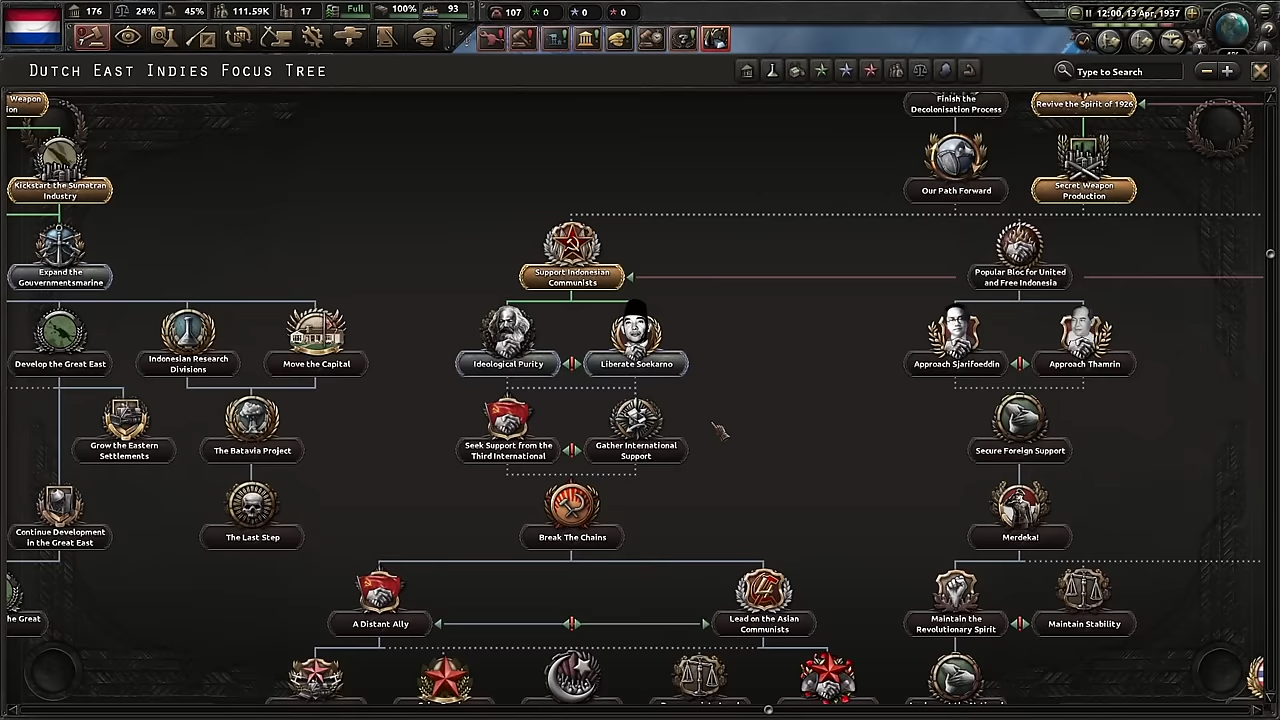 176 24% 45% 111.59K 17 Full 100% 93 107 0 0 0 12:00, 13 Apr, 1937
DUTCH EAST INDIES FOCUS TREE
Type to Search
Weapon
Finish the
Decolonisation Process
Revive the Spirit of 1926
Kickstart the Sumatran
Industry
Our Path Forward
Secret Weapon
Production
Expand the
Gouvernmentsmarine
Support Indonesian
Communists
Popular Bloc for United
and Free Indonesia
Develop the Great East
Indonesian Research
Divisions
Move the Capital
Ideological Purity
Liberate Soekarno
Approach Sjarifoeddin
Approach Thamrin
Grow the Eastern
Settlements
The Batavia Project
Seek Support from the
Third International
Gather International
Support
Secure Foreign Support
Continue Development
in the Great East
The Last Step
Break The Chains
Merdeka!
he Great
A Distant Ally
Lead on the Asian
Communists
Maintain the
Revolutionary Spirit
Maintain Stability